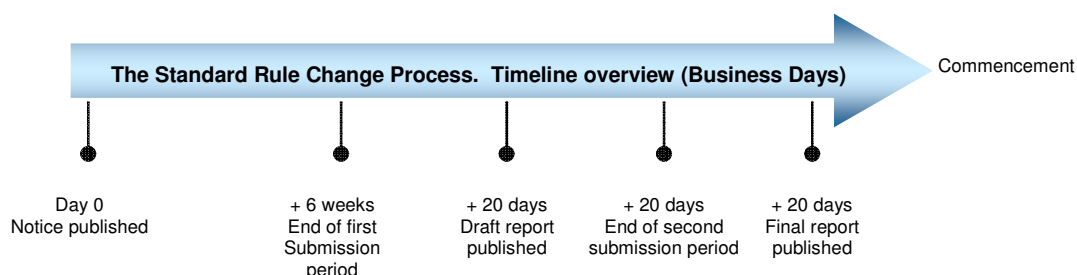 The Standard Rule Change Process. Timeline overview (Business Days)
Commencement
Day 0
Notice published
+ 6 weeks
End of first
Submission
period
+ 20 days
Draft report
published
+ 20 days
End of second
submission period
+ 20 days
Final report
published